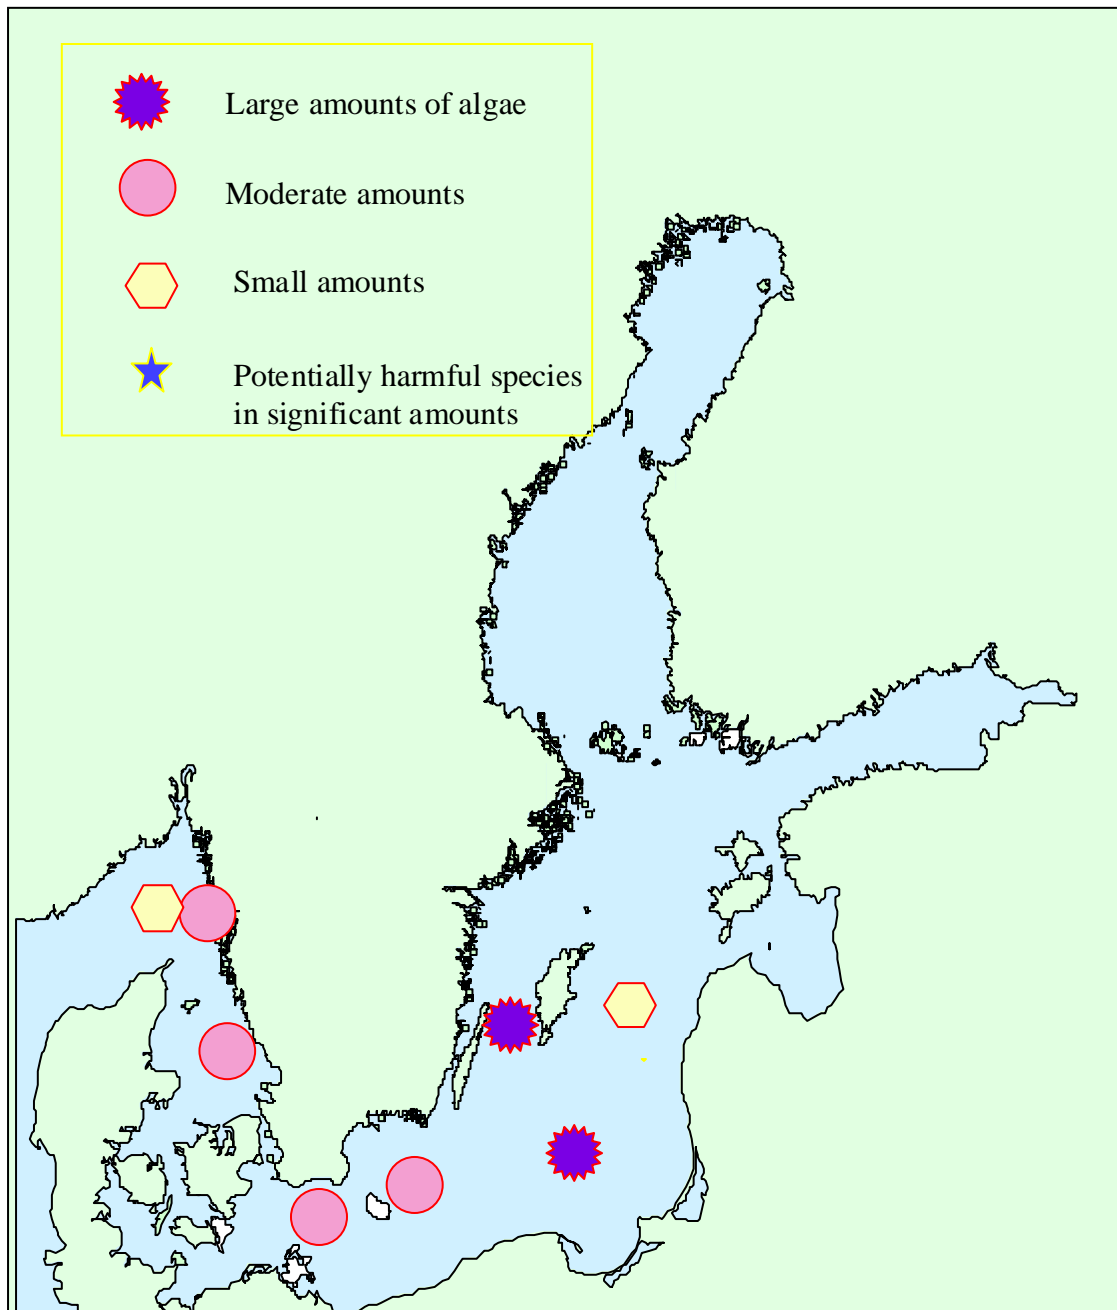 Large amounts of algae
Moderate amounts
Small amounts
Potentially harmful species
in significant amounts